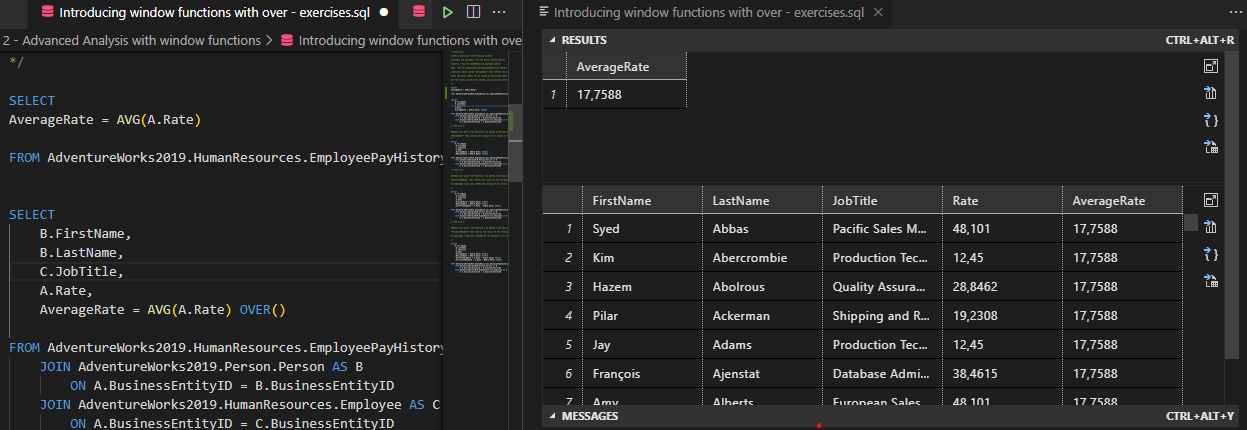 Introducing window functions with over - exercises.sql
2 - Advanced Analysis with window functions > Introducing window functions with ove
*/
SELECT
AverageRate = AVG(A.Rate)
FROM AdventureWorks2019.HumanResources.EmployeePayHistory
SELECT
B.FirstName,
B.LastName,
C.JobTitle,
A.Rate,
AverageRate = AVG(A.Rate) OVER()
FROM AdventureWorks2019.HumanResources.EmployeePayHistory
JOIN AdventureWorks2019.Person.Person AS B
ON A.BusinessEntityID = B.BusinessEntityID
JOIN AdventureWorks2019.HumanResources.Employee AS C
ON A.BusinessEntityID = C.BusinessEntityID
Introducing window functions with over - exercises.sql
RESULTS CTRL+ALT+R
AverageRate
1 17,7588
FirstName LastName JobTitle Rate AverageRate
1 Syed Abbas Pacific Sales M... 48,101 17,7588
2 Kim Abercrombie Production Tec... 12,45 17,7588
3 Hazem Abolrous Quality Assura... 28,8462 17,7588
4 Pilar Ackerman Shipping and R... 19,2308 17,7588
5 Jay Adams Production Tec... 12,45 17,7588
6 François Ajenstat Database Admi... 38,4615 17,7588
7 Amy Alberts European Sales... 48,101 17,7588
MESSAGES CTRL+ALT+Y